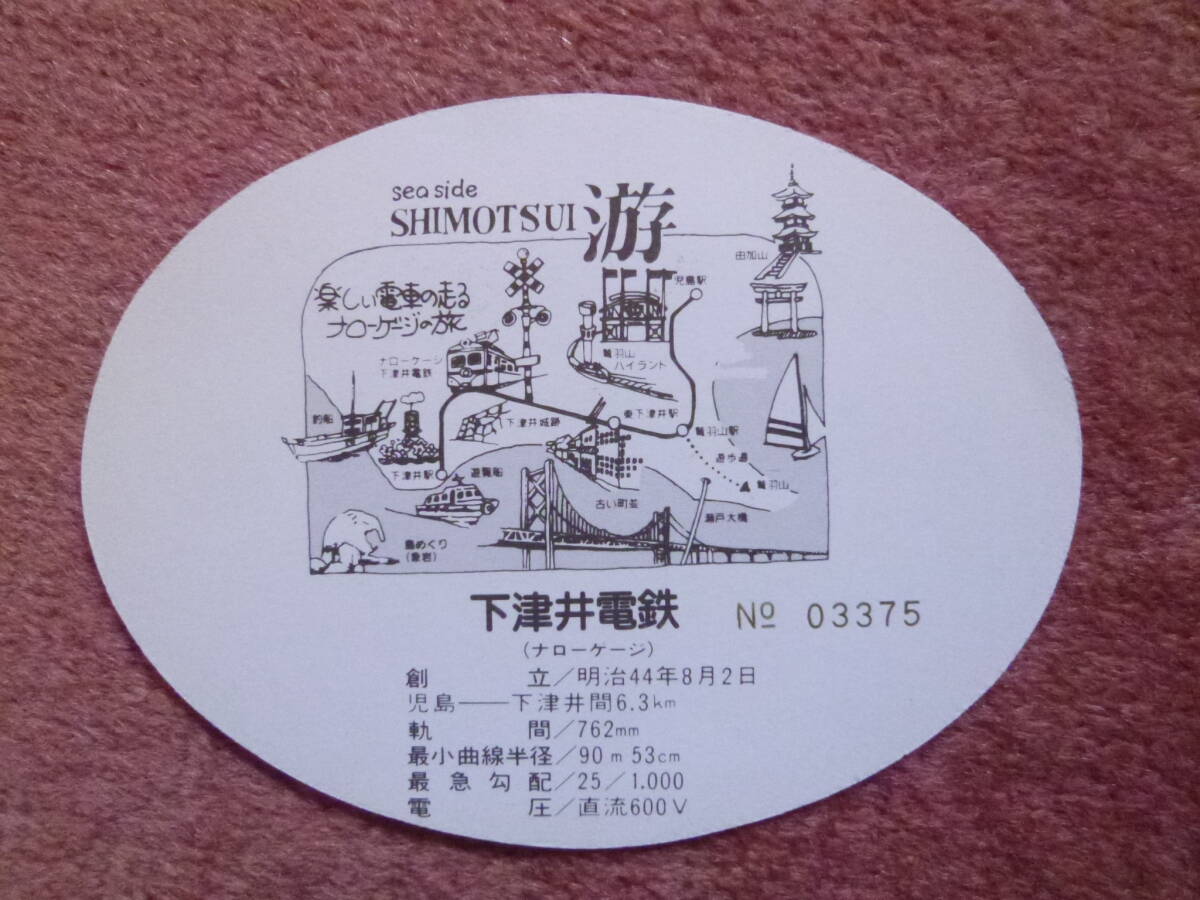 sea side
SHIMOTSUI 游
楽しい電車の走る
ナローゲージの旅
由加山
児島駅
鷲羽山
ハイランド
ナローゲージ
下津井電鉄
釣船
下津井城跡
東下津井駅
鷲羽山駅
遊歩道
鷲羽山
下津井駅
遊覧船
古い町並
瀬戸大橋
島めぐり
(象岩)
下津井電鉄
№ 03375
(ナローゲージ)
創立/明治44年8月2日
児島——下津井間6.3km
軌間/762mm
最小曲線半径/90m53cm
最急勾配/25/1.000
電圧/直流600V